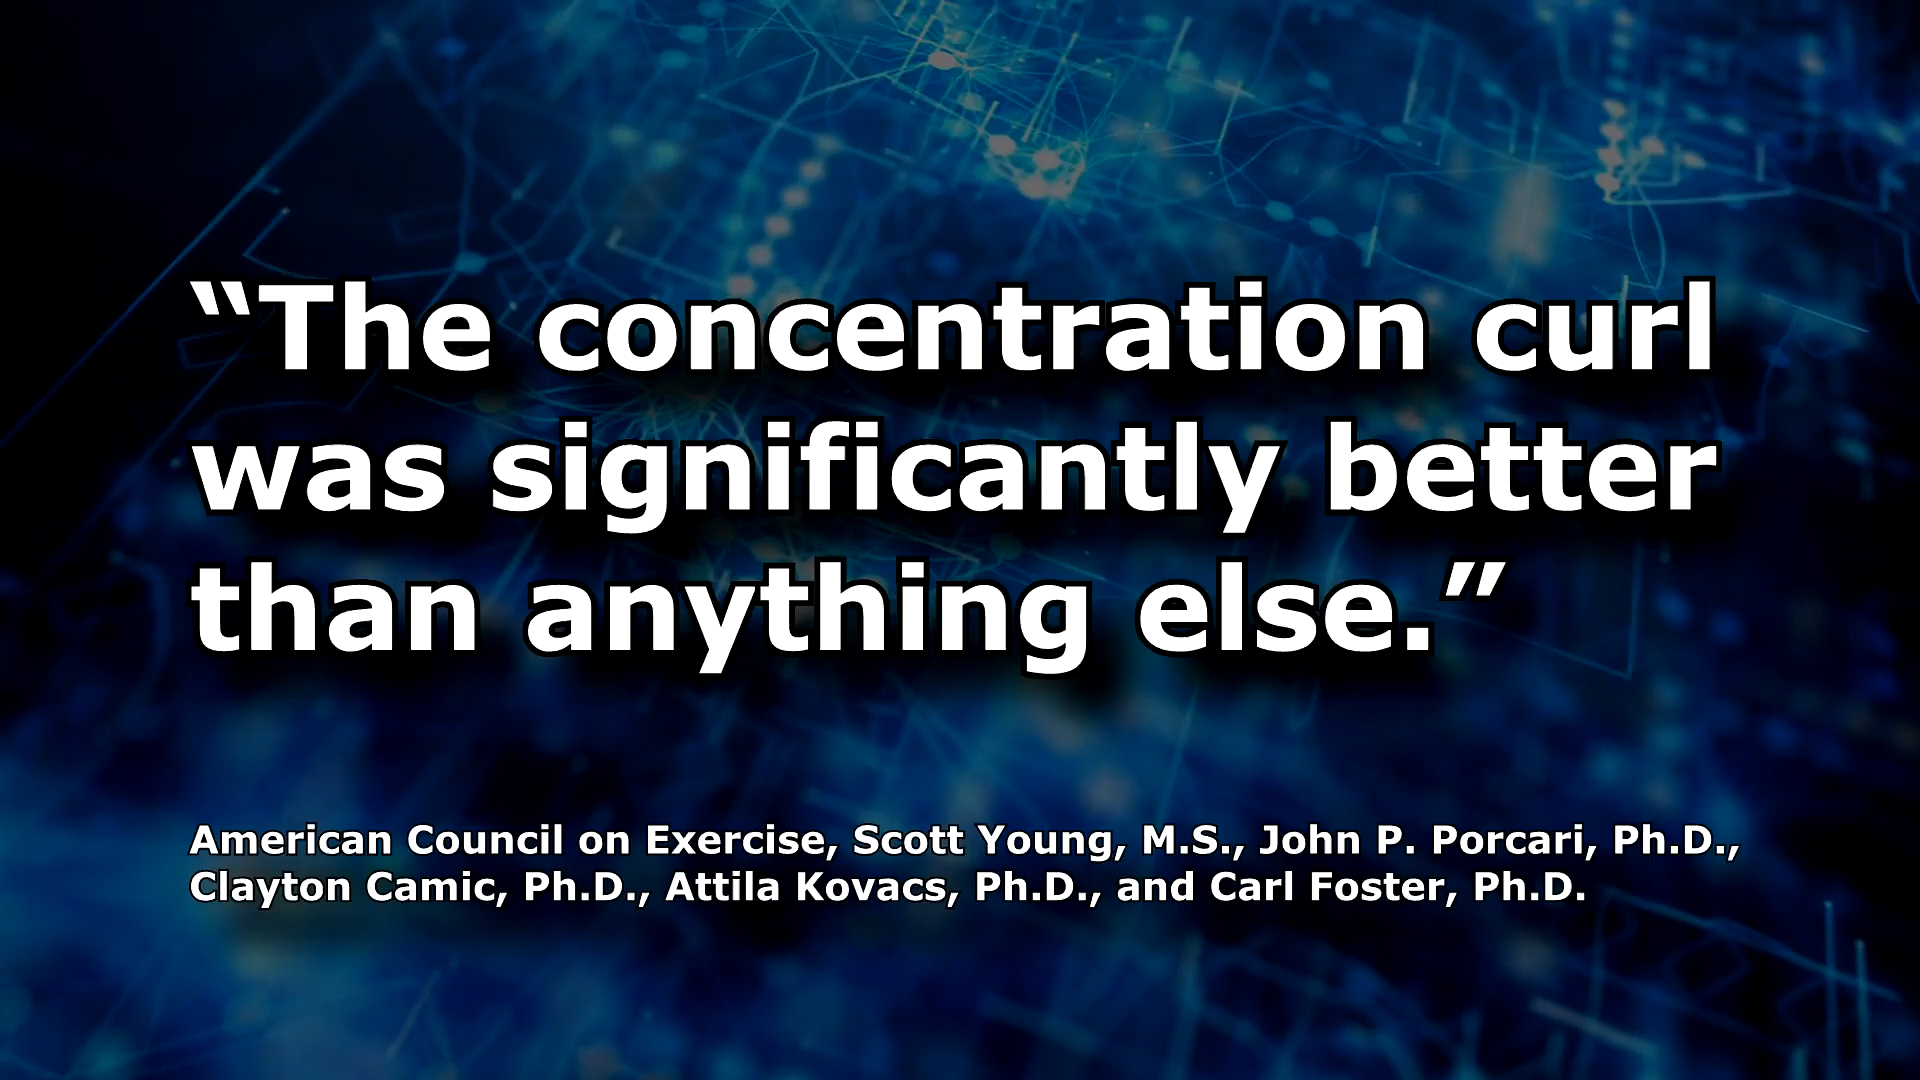 “The concentration curl
was significantly better
than anything else.”
American Council on Exercise, Scott Young, M.S., John P. Porcari, Ph.D.,
Clayton Camic, Ph.D., Attila Kovacs, Ph.D., and Carl Foster, Ph.D.